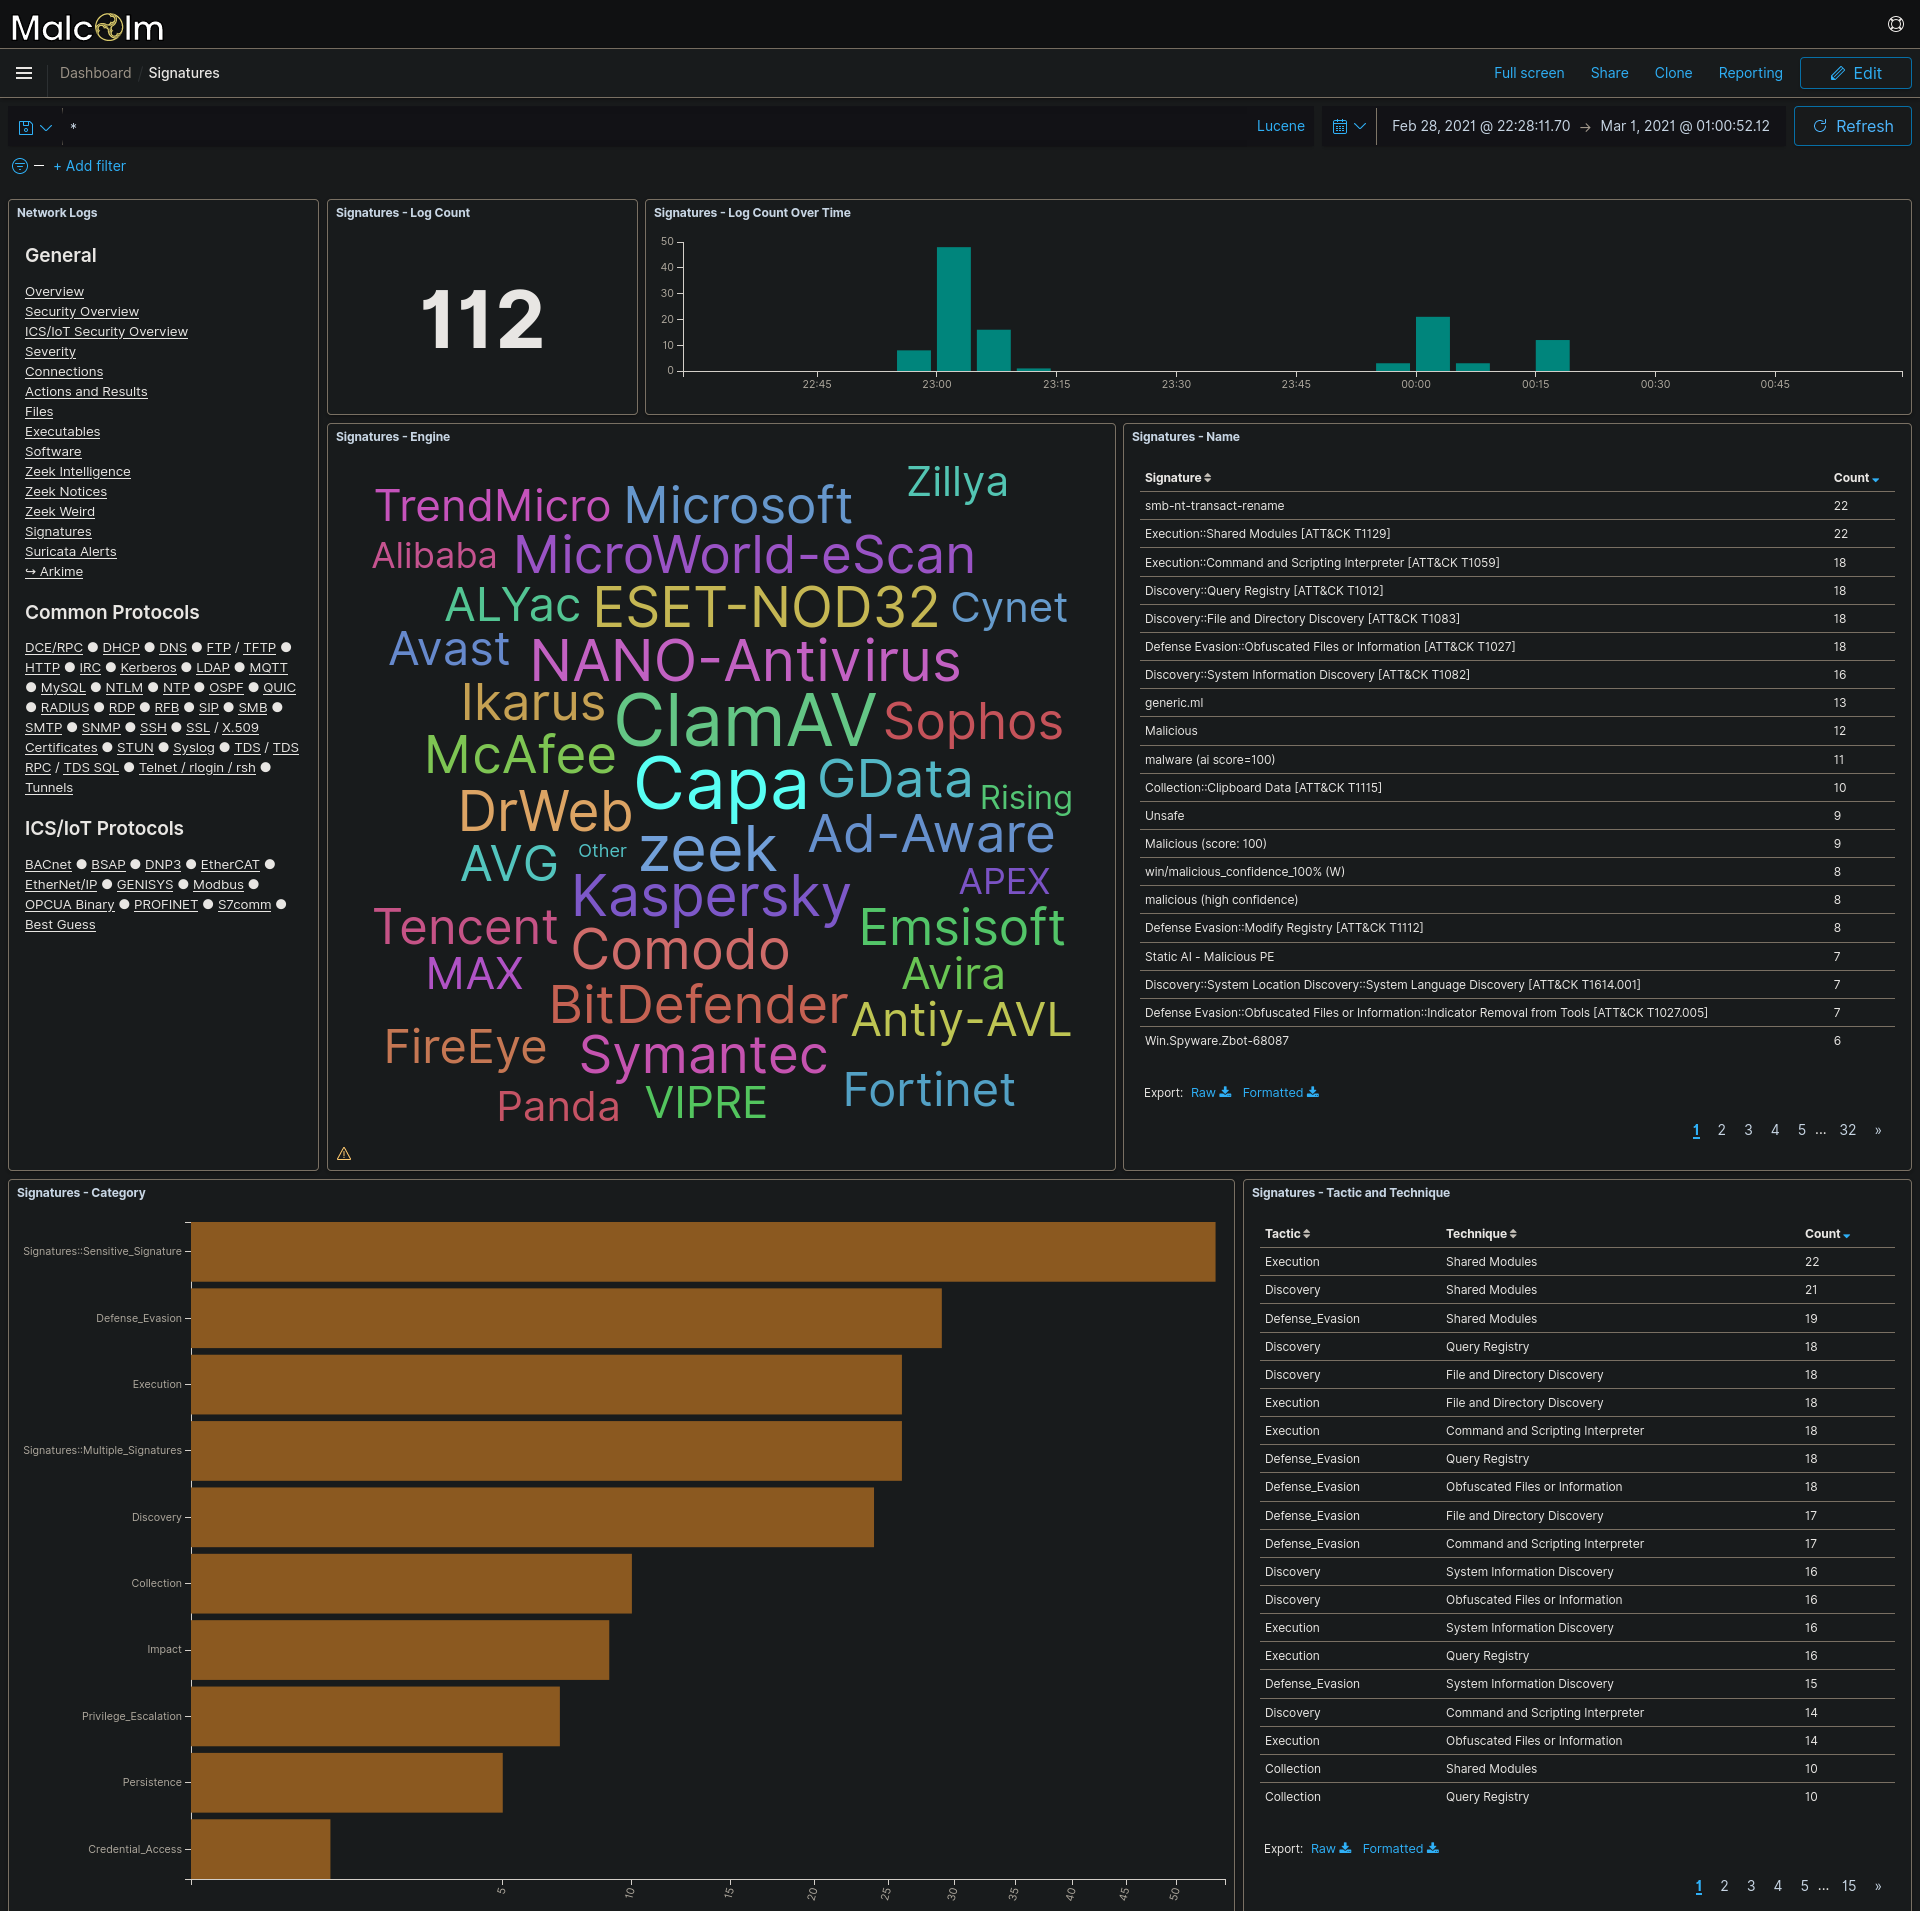 Malcolm
Dashboard / Signatures
Full screen Share Clone Reporting Edit
* Lucene Feb 28, 2021 @ 22:28:11.70 → Mar 1, 2021 @ 01:00:52.12 Refresh
+ Add filter
Network Logs
General
Overview
Security Overview
ICS/IoT Security Overview
Severity
Connections
Actions and Results
Files
Executables
Software
Zeek Intelligence
Zeek Notices
Zeek Weird
Signatures
Suricata Alerts
↪ Arkime
Common Protocols
DCE/RPC ● DHCP ● DNS ● FTP / TFTP ●
HTTP ● IRC ● Kerberos ● LDAP ● MQTT
● MySQL ● NTLM ● NTP ● OSPF ● QUIC
● RADIUS ● RDP ● RFB ● SIP ● SMB ●
SMTP ● SNMP ● SSH ● SSL / X.509
Certificates ● STUN ● Syslog ● TDS / TDS
RPC / TDS SQL ● Telnet / rlogin / rsh ●
Tunnels
ICS/IoT Protocols
BACnet ● BSAP ● DNP3 ● EtherCAT ●
EtherNet/IP ● GENISYS ● Modbus ●
OPCUA Binary ● PROFINET ● S7comm ●
Best Guess
Signatures - Log Count
112
Signatures - Log Count Over Time
50
40
30
20
10
0
22:45 23:00 23:15 23:30 23:45 00:00 00:15 00:30 00:45
Signatures - Engine
Zillya
TrendMicro Microsoft
Alibaba MicroWorld-eScan
ALYac ESET-NOD32 Cynet
Avast NANO-Antivirus
Ikarus ClamAV Sophos
McAfee Capa GData Rising
DrWeb zeek Ad-Aware
AVG Other
Kaspersky APEX
Tencent Comodo Emsisoft
MAX Avira
BitDefender Antiy-AVL
FireEye Symantec
Panda VIPRE Fortinet
Signatures - Name
Signature Count
smb-nt-transact-rename 22
Execution::Shared Modules [ATT&CK T1129] 22
Execution::Command and Scripting Interpreter [ATT&CK T1059] 18
Discovery::Query Registry [ATT&CK T1012] 18
Discovery::File and Directory Discovery [ATT&CK T1083] 18
Defense Evasion::Obfuscated Files or Information [ATT&CK T1027] 18
Discovery::System Information Discovery [ATT&CK T1082] 16
generic.ml 13
Malicious 12
malware (ai score=100) 11
Collection::Clipboard Data [ATT&CK T1115] 10
Unsafe 9
Malicious (score: 100) 9
win/malicious_confidence_100% (W) 8
malicious (high confidence) 8
Defense Evasion::Modify Registry [ATT&CK T1112] 8
Static AI - Malicious PE 7
Discovery::System Location Discovery::System Language Discovery [ATT&CK T1614.001] 7
Defense Evasion::Obfuscated Files or Information::Indicator Removal from Tools [ATT&CK T1027.005] 7
Win.Spyware.Zbot-68087 6
Export: Raw Formatted
1 2 3 4 5 ... 32 »
Signatures - Category
Signatures::Sensitive_Signature
Defense_Evasion
Execution
Signatures::Multiple_Signatures
Discovery
Collection
Impact
Privilege_Escalation
Persistence
Credential_Access
5 10 15 20 25 30 35 40 45 50
Signatures - Tactic and Technique
Tactic Technique Count
Execution Shared Modules 22
Discovery Shared Modules 21
Defense_Evasion Shared Modules 19
Discovery Query Registry 18
Discovery File and Directory Discovery 18
Execution File and Directory Discovery 18
Execution Command and Scripting Interpreter 18
Defense_Evasion Query Registry 18
Defense_Evasion Obfuscated Files or Information 18
Defense_Evasion File and Directory Discovery 17
Defense_Evasion Command and Scripting Interpreter 17
Discovery System Information Discovery 16
Discovery Obfuscated Files or Information 16
Execution System Information Discovery 16
Execution Query Registry 16
Defense_Evasion System Information Discovery 15
Discovery Command and Scripting Interpreter 14
Execution Obfuscated Files or Information 14
Collection Shared Modules 10
Collection Query Registry 10
Export: Raw Formatted
1 2 3 4 5 ... 15 »